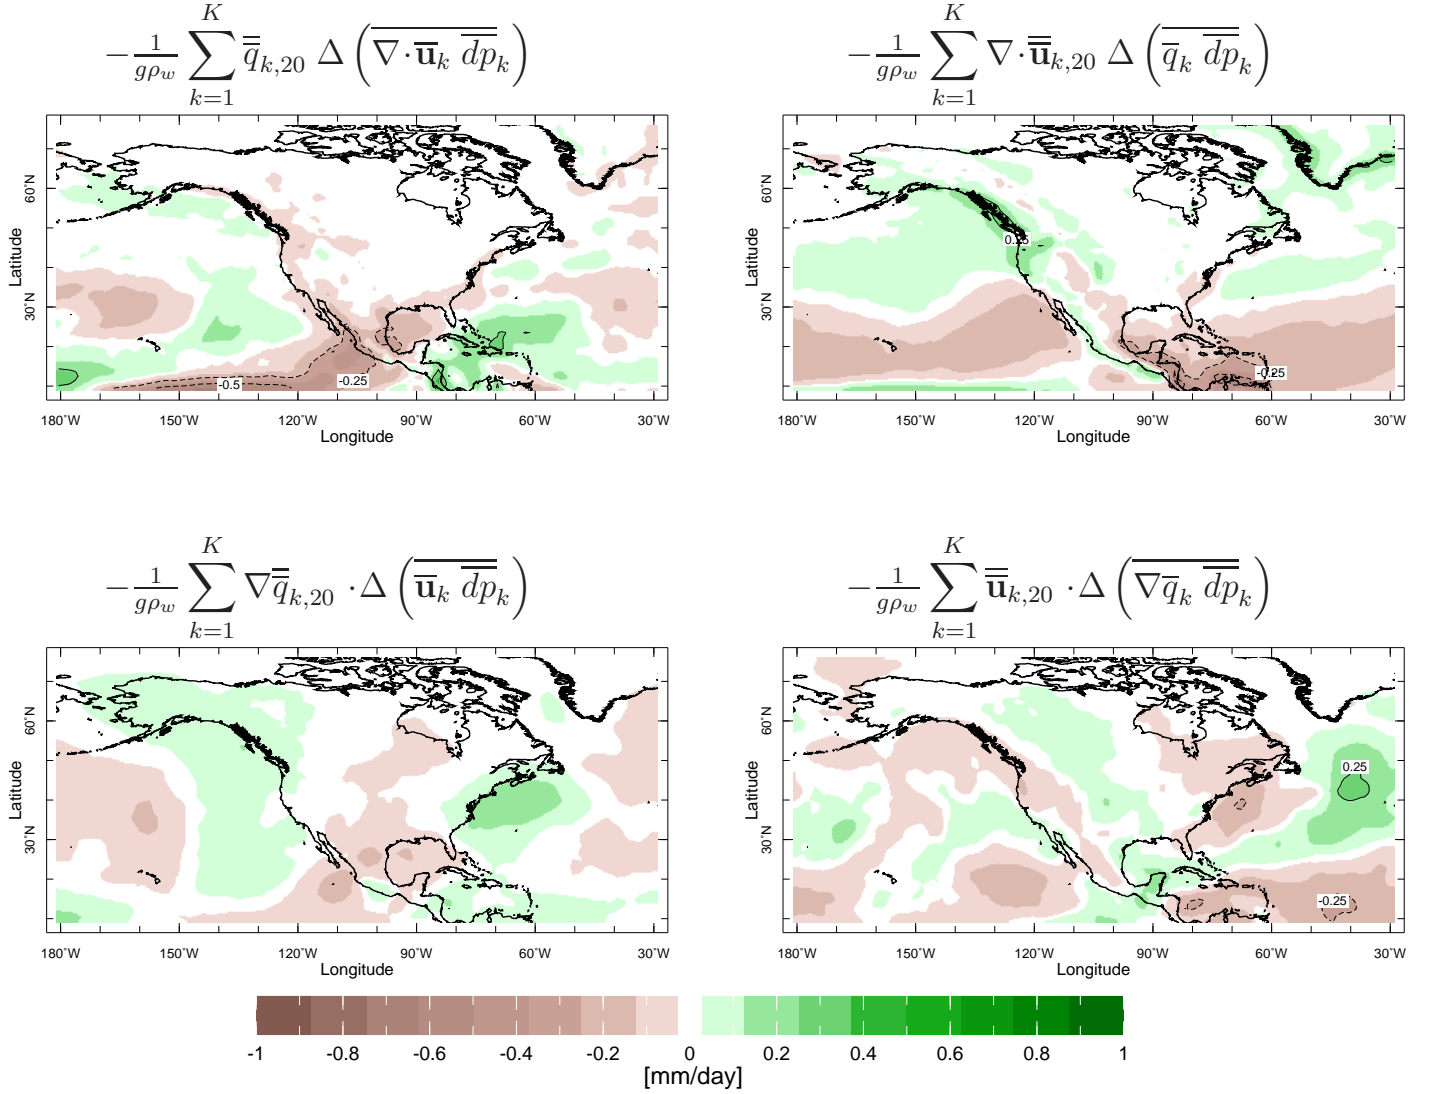 −1/(gρ_w) ∑_{k=1}^{K} q̿_{k,20} Δ(∇·ū_k dp_k)
−1/(gρ_w) ∑_{k=1}^{K} ∇·u̿_{k,20} Δ(q̄_k dp_k)
60°N
30°N
Latitude
-0.5
-0.25
180°W 150°W 120°W 90°W 60°W 30°W
Longitude
60°N
30°N
Latitude
0.25
-0.25
180°W 150°W 120°W 90°W 60°W 30°W
Longitude
−1/(gρ_w) ∑_{k=1}^{K} ∇q̿_{k,20} ·Δ(ū_k dp_k)
−1/(gρ_w) ∑_{k=1}^{K} u̿_{k,20} ·Δ(∇q̄_k dp_k)
60°N
30°N
Latitude
180°W 150°W 120°W 90°W 60°W 30°W
Longitude
60°N
30°N
Latitude
0.25
-0.25
180°W 150°W 120°W 90°W 60°W 30°W
Longitude
-1 -0.8 -0.6 -0.4 -0.2 0 0.2 0.4 0.6 0.8 1
[mm/day]